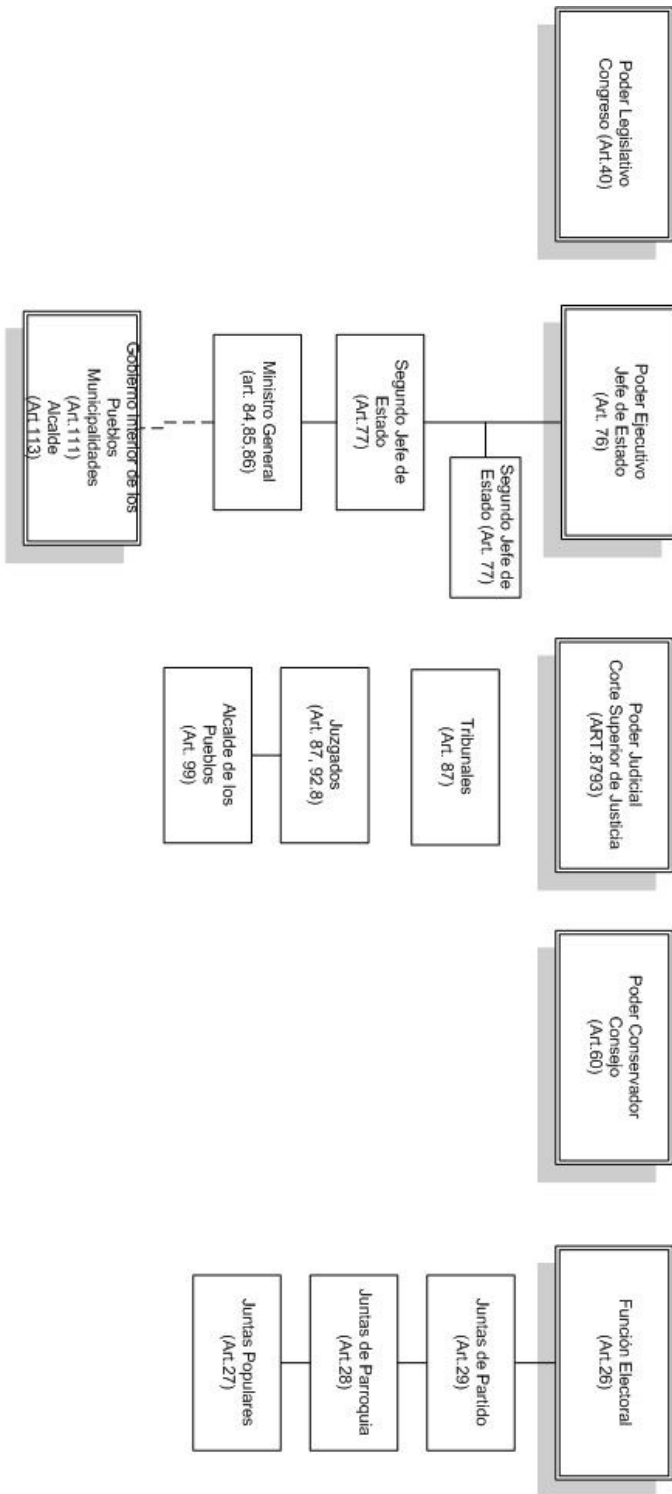 Poder Legislativo
Congreso (Art.40)
Poder Ejecutivo
Jefe de Estado
(Art. 76)
Segundo Jefe de
Estado (Art. 77)
Segundo Jefe de
Estado
(Art.77)
Ministro General
(art. 84,85,86)
Gobierno Interior de los
Pueblos
Municipalidades
(Art.111)
Alcalde
(Art.113)
Poder Judicial
Corte Superior de Justicia
(ART.8793)
Tribunales
(Art. 87)
Juzgados
(Art. 87, 92.8)
Alcalde de los
Pueblos
(Art. 99)
Poder Conservador
Consejo
(Art.60)
Función Electoral
(Art.26)
Juntas de Partido
(Art.29)
Juntas de Parroquia
(Art.28)
Juntas Populares
(Art.27)